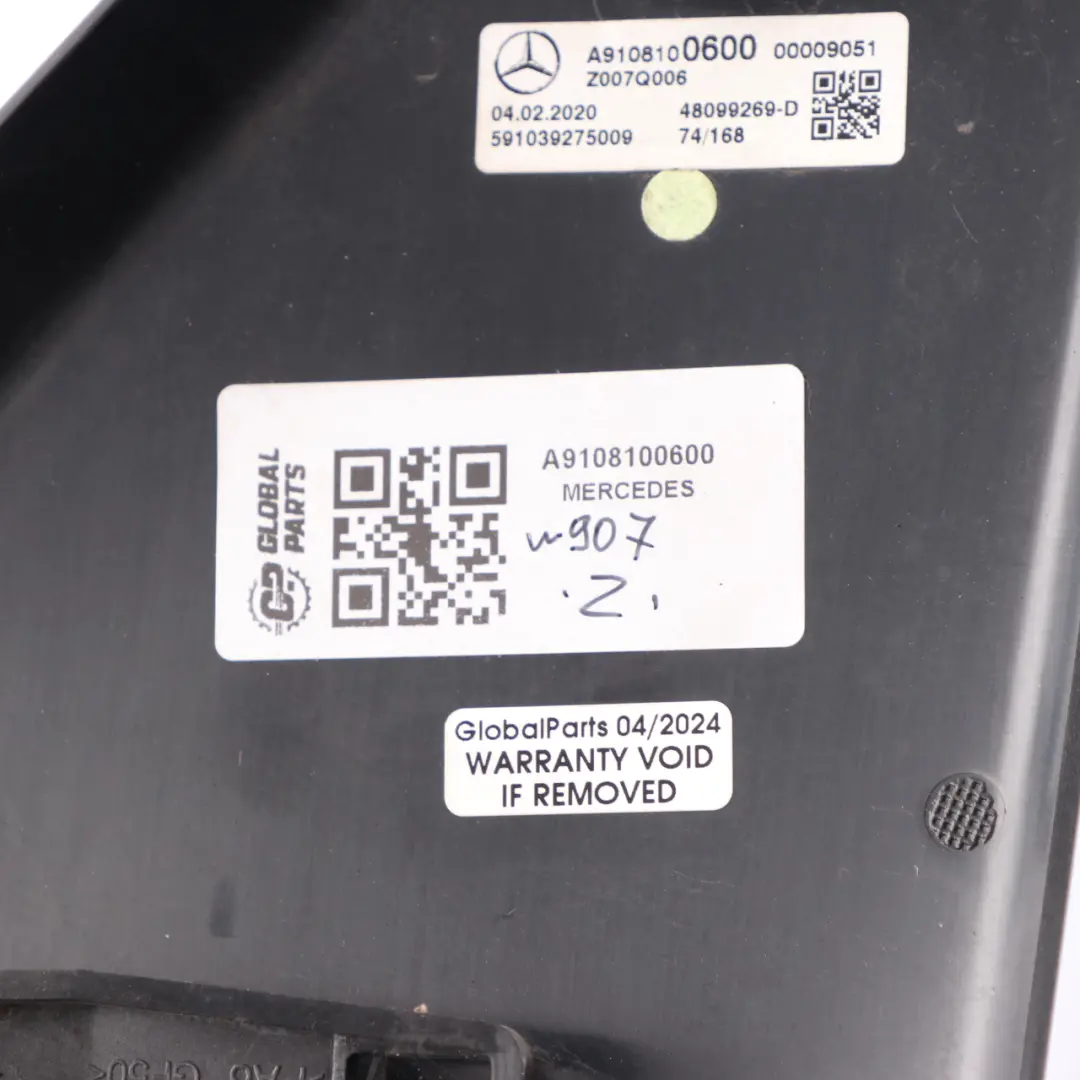 A9108100600 00009051
Z007Q006
04.02.2020 48099269-D
591039275009 74/168
GLOBAL
PARTS
GP
A9108100600
MERCEDES
w907
.Z.
GlobalParts 04/2024
WARRANTY VOID
IF REMOVED